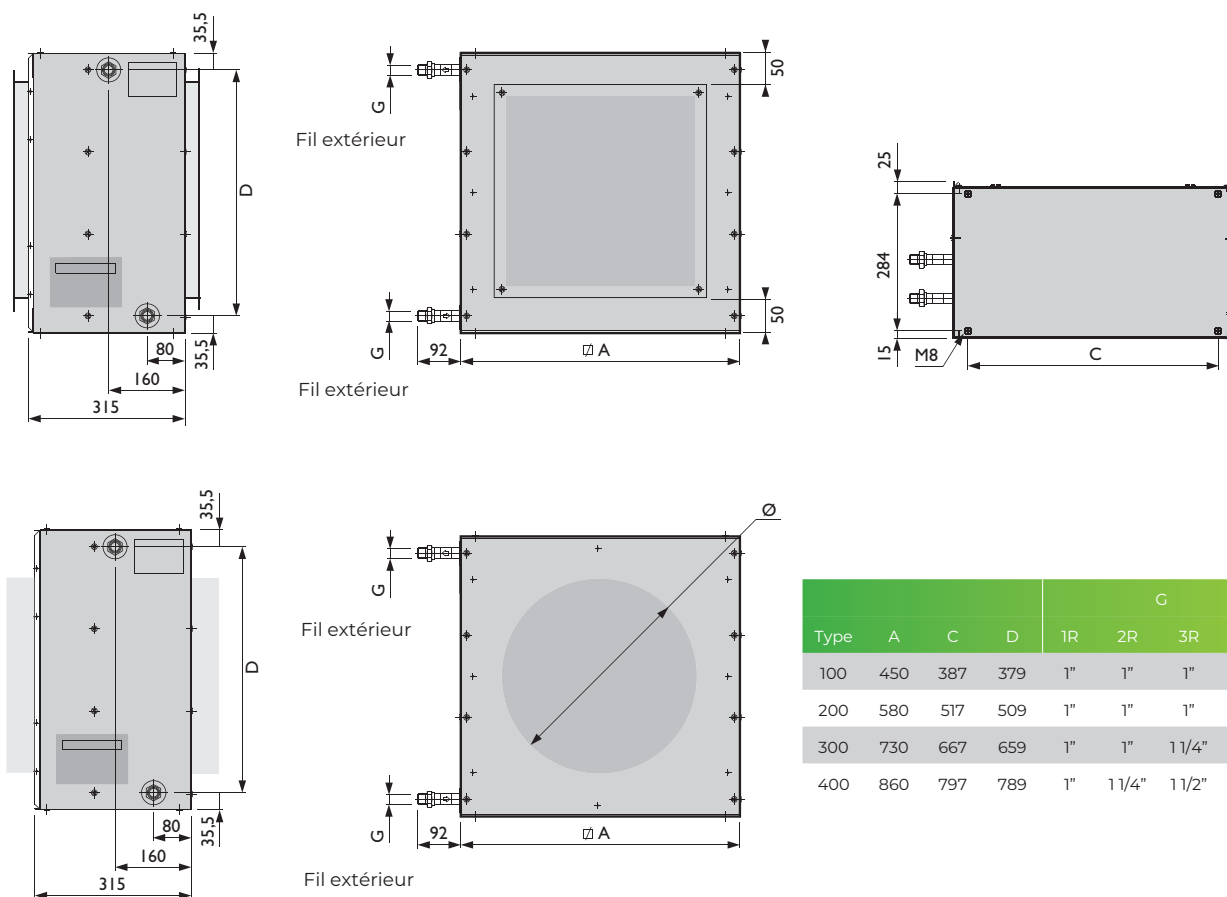 35,5
D
80
35,5
160
315
G
Fil extérieur
50
G
92
⌷ A
50
Fil extérieur
25
284
15
M8
C
35,5
D
80
35,5
160
315
Ø
G
Fil extérieur
G
92
⌷ A
Fil extérieur
G
Type A C D 1R 2R 3R
100 450 387 379 1” 1” 1”
200 580 517 509 1” 1” 1”
300 730 667 659 1” 1” 1 1/4”
400 860 797 789 1” 1 1/4” 1 1/2”